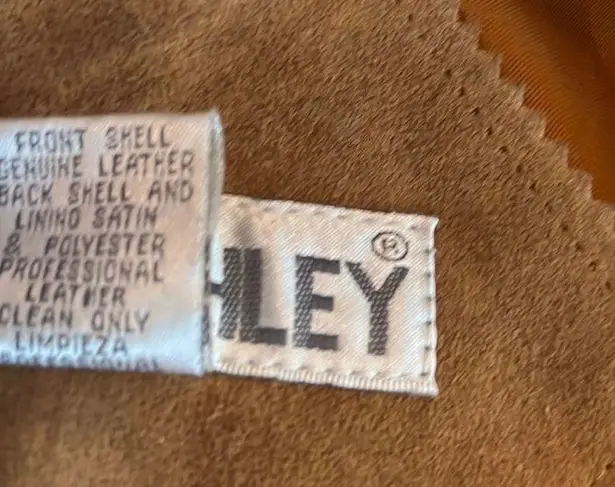 FRONT SHELL
GENUINE LEATHER
BACK SHELL AND
LINING SATIN
& POLYESTER
PROFESSIONAL
LEATHER
CLEAN ONLY
LIMPIEZA
HLEY®